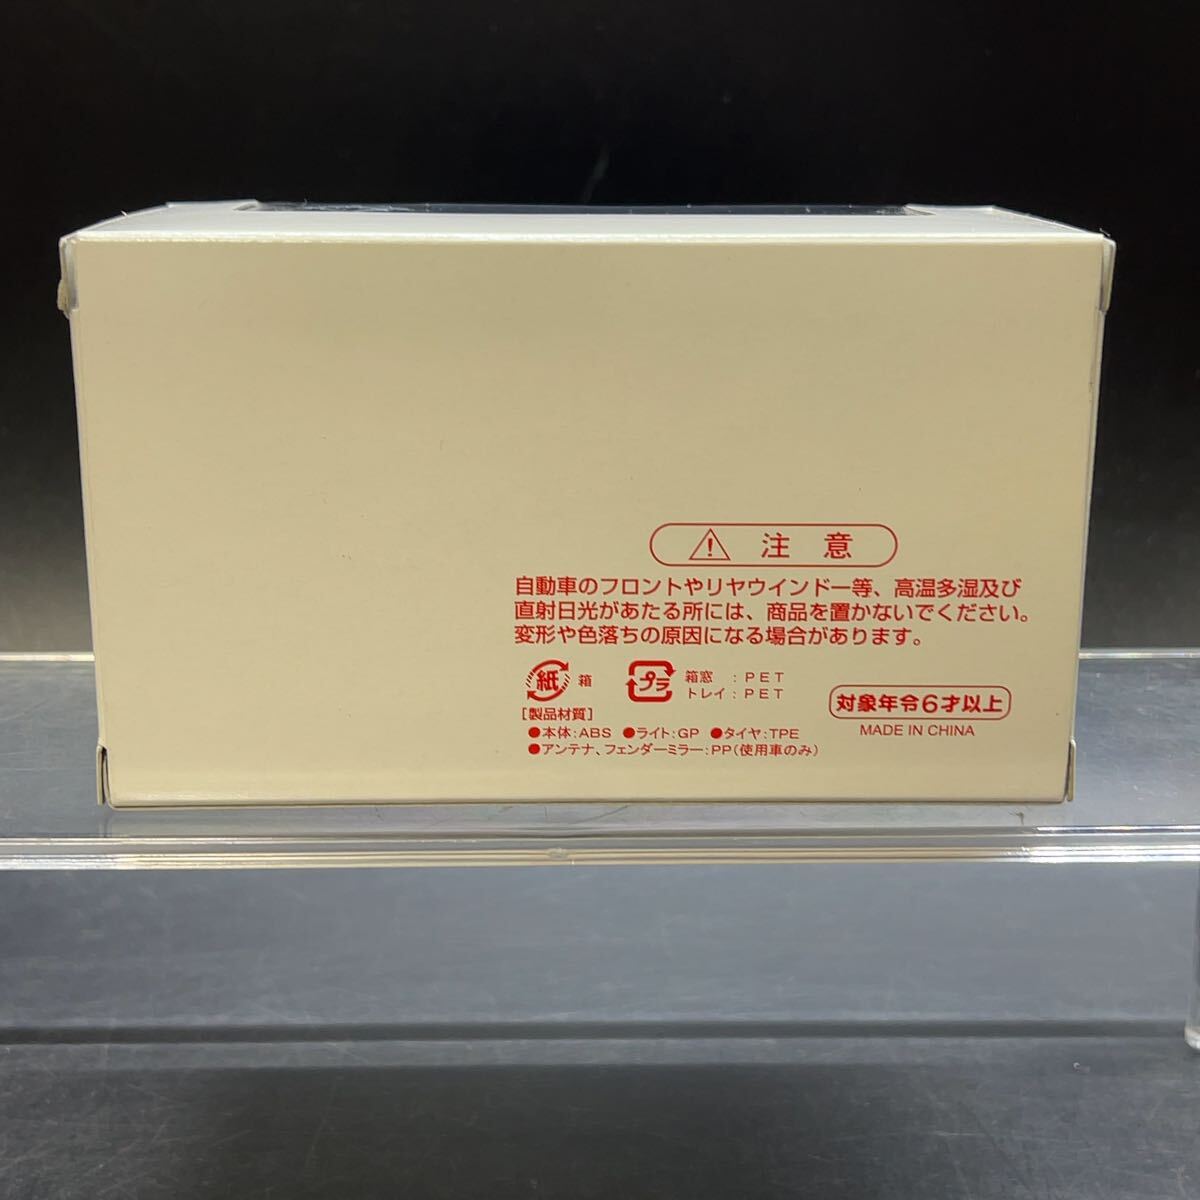 注意
自動車のフロントやリヤウインドー等、高温多湿及び
直射日光があたる所には、商品を置かないでください。
変形や色落ちの原因になる場合があります。
紙 箱 プラ 箱窓 : PET
トレイ : PET
[製品材質]
●本体:ABS ●ライト:GP ●タイヤ:TPE
●アンテナ、フェンダーミラー:PP(使用車のみ)
対象年令6才以上
MADE IN CHINA